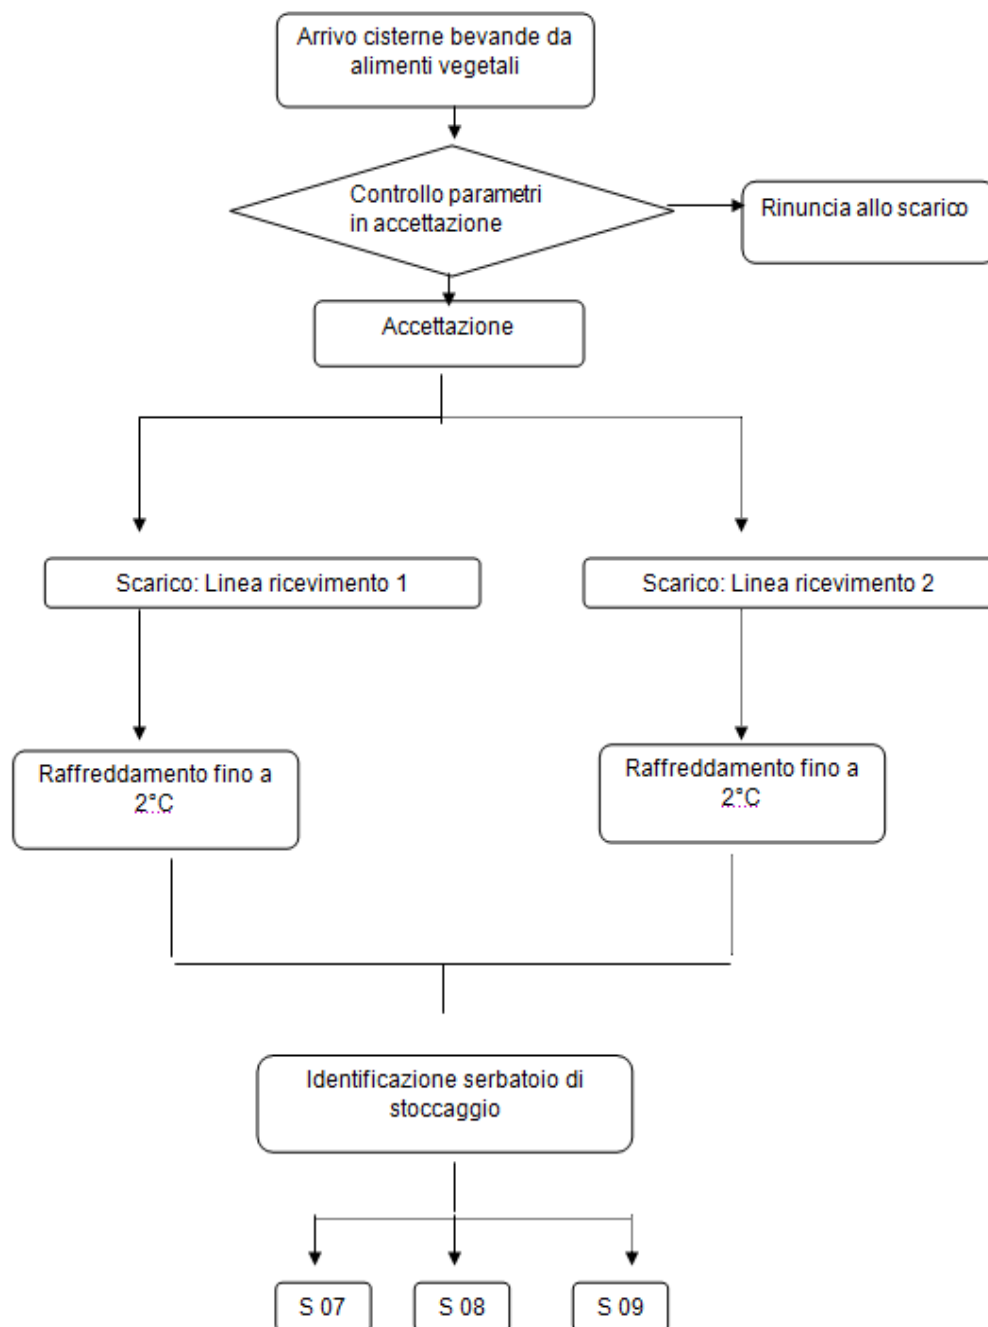 Arrivo cisterne bevande da
alimenti vegetali
Controllo parametri
in accettazione
Rinuncia allo scarico
Accettazione
Scarico: Linea ricevimento 1
Scarico: Linea ricevimento 2
Raffreddamento fino a
2°C
Raffreddamento fino a
2°C
Identificazione serbatoio di
stoccaggio
S 07
S 08
S 09